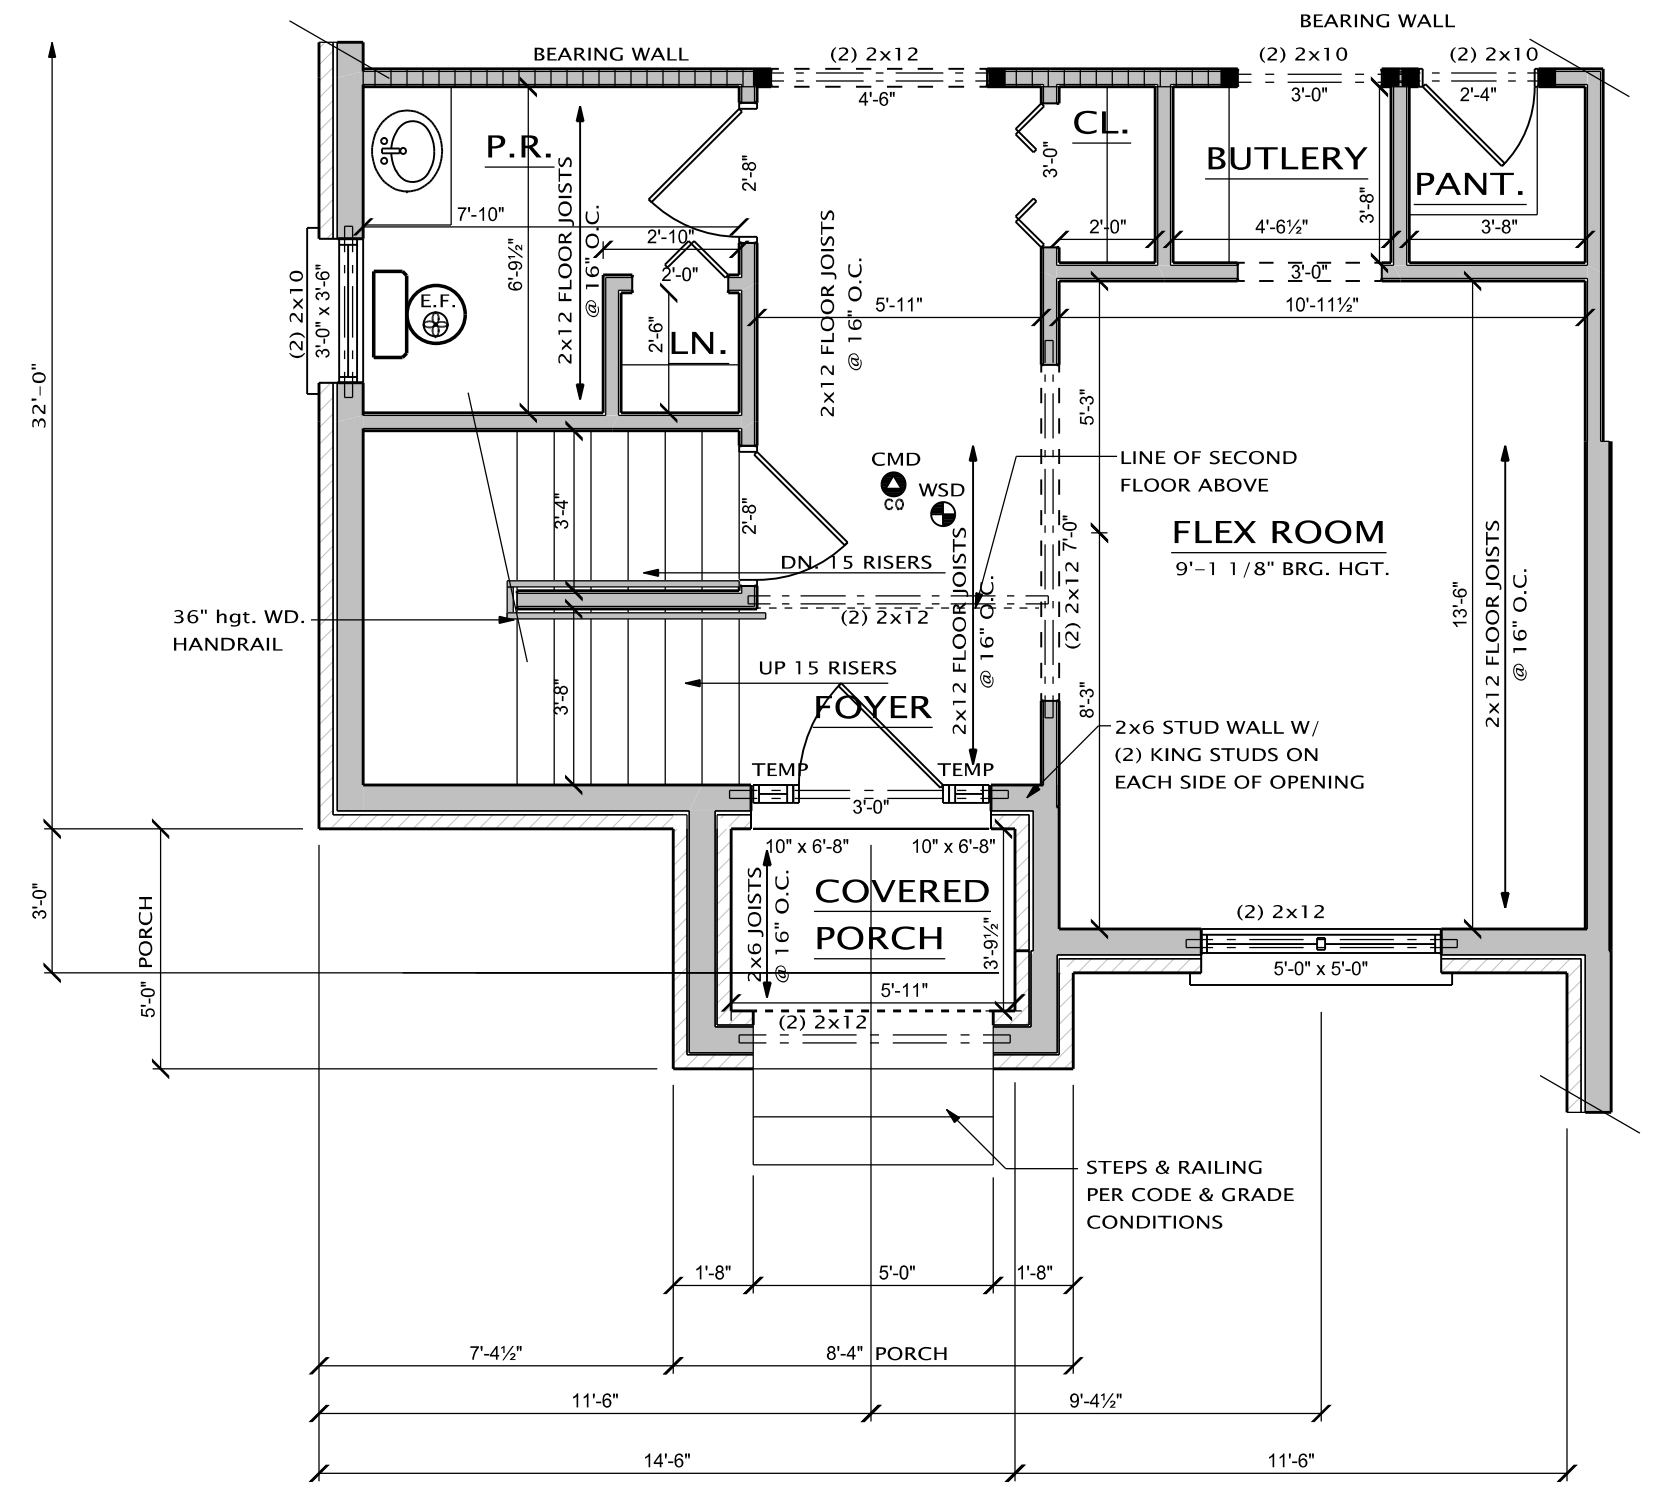 BEARING WALL
BEARING WALL
(2) 2x12
(2) 2x10
(2) 2x10
4'-6"
3'-0"
2'-4"
P.R.
CL.
BUTLERY
PANT.
2'-8"
3'-0"
3'-8"
7'-10"
2'-10"
2'-0"
2'-0"
4'-6½"
3'-8"
6'-9½"
2x12 FLOOR JOISTS
@ 16" O.C.
2x12 FLOOR JOISTS
@ 16" O.C.
3'-0"
(2) 2x10
3'-0" x 3'-6"
E.F.
2'-6"
LN.
5'-11"
10'-11½"
32'-0"
5'-3"
CMD
CO
WSD
LINE OF SECOND
FLOOR ABOVE
3'-4"
2'-8"
7'-0"
(2) 2x12
FLEX ROOM
9'-1 1/8" BRG. HGT.
DN. 15 RISERS
2x12 FLOOR JOISTS
@ 16" O.C.
13'-6"
2x12 FLOOR JOISTS
@ 16" O.C.
36" hgt. WD.
HANDRAIL
(2) 2x12
UP 15 RISERS
3'-8"
FOYER
8'-3"
2x6 STUD WALL W/
(2) KING STUDS ON
EACH SIDE OF OPENING
TEMP
TEMP
3'-0"
10" x 6'-8"
10" x 6'-8"
COVERED
PORCH
2x6 JOISTS
@ 16" O.C.
3'-9½"
3'-0"
5'-0" PORCH
(2) 2x12
5'-0" x 5'-0"
5'-11"
(2) 2x12
STEPS & RAILING
PER CODE & GRADE
CONDITIONS
1'-8"
5'-0"
1'-8"
7'-4½"
8'-4" PORCH
11'-6"
9'-4½"
14'-6"
11'-6"